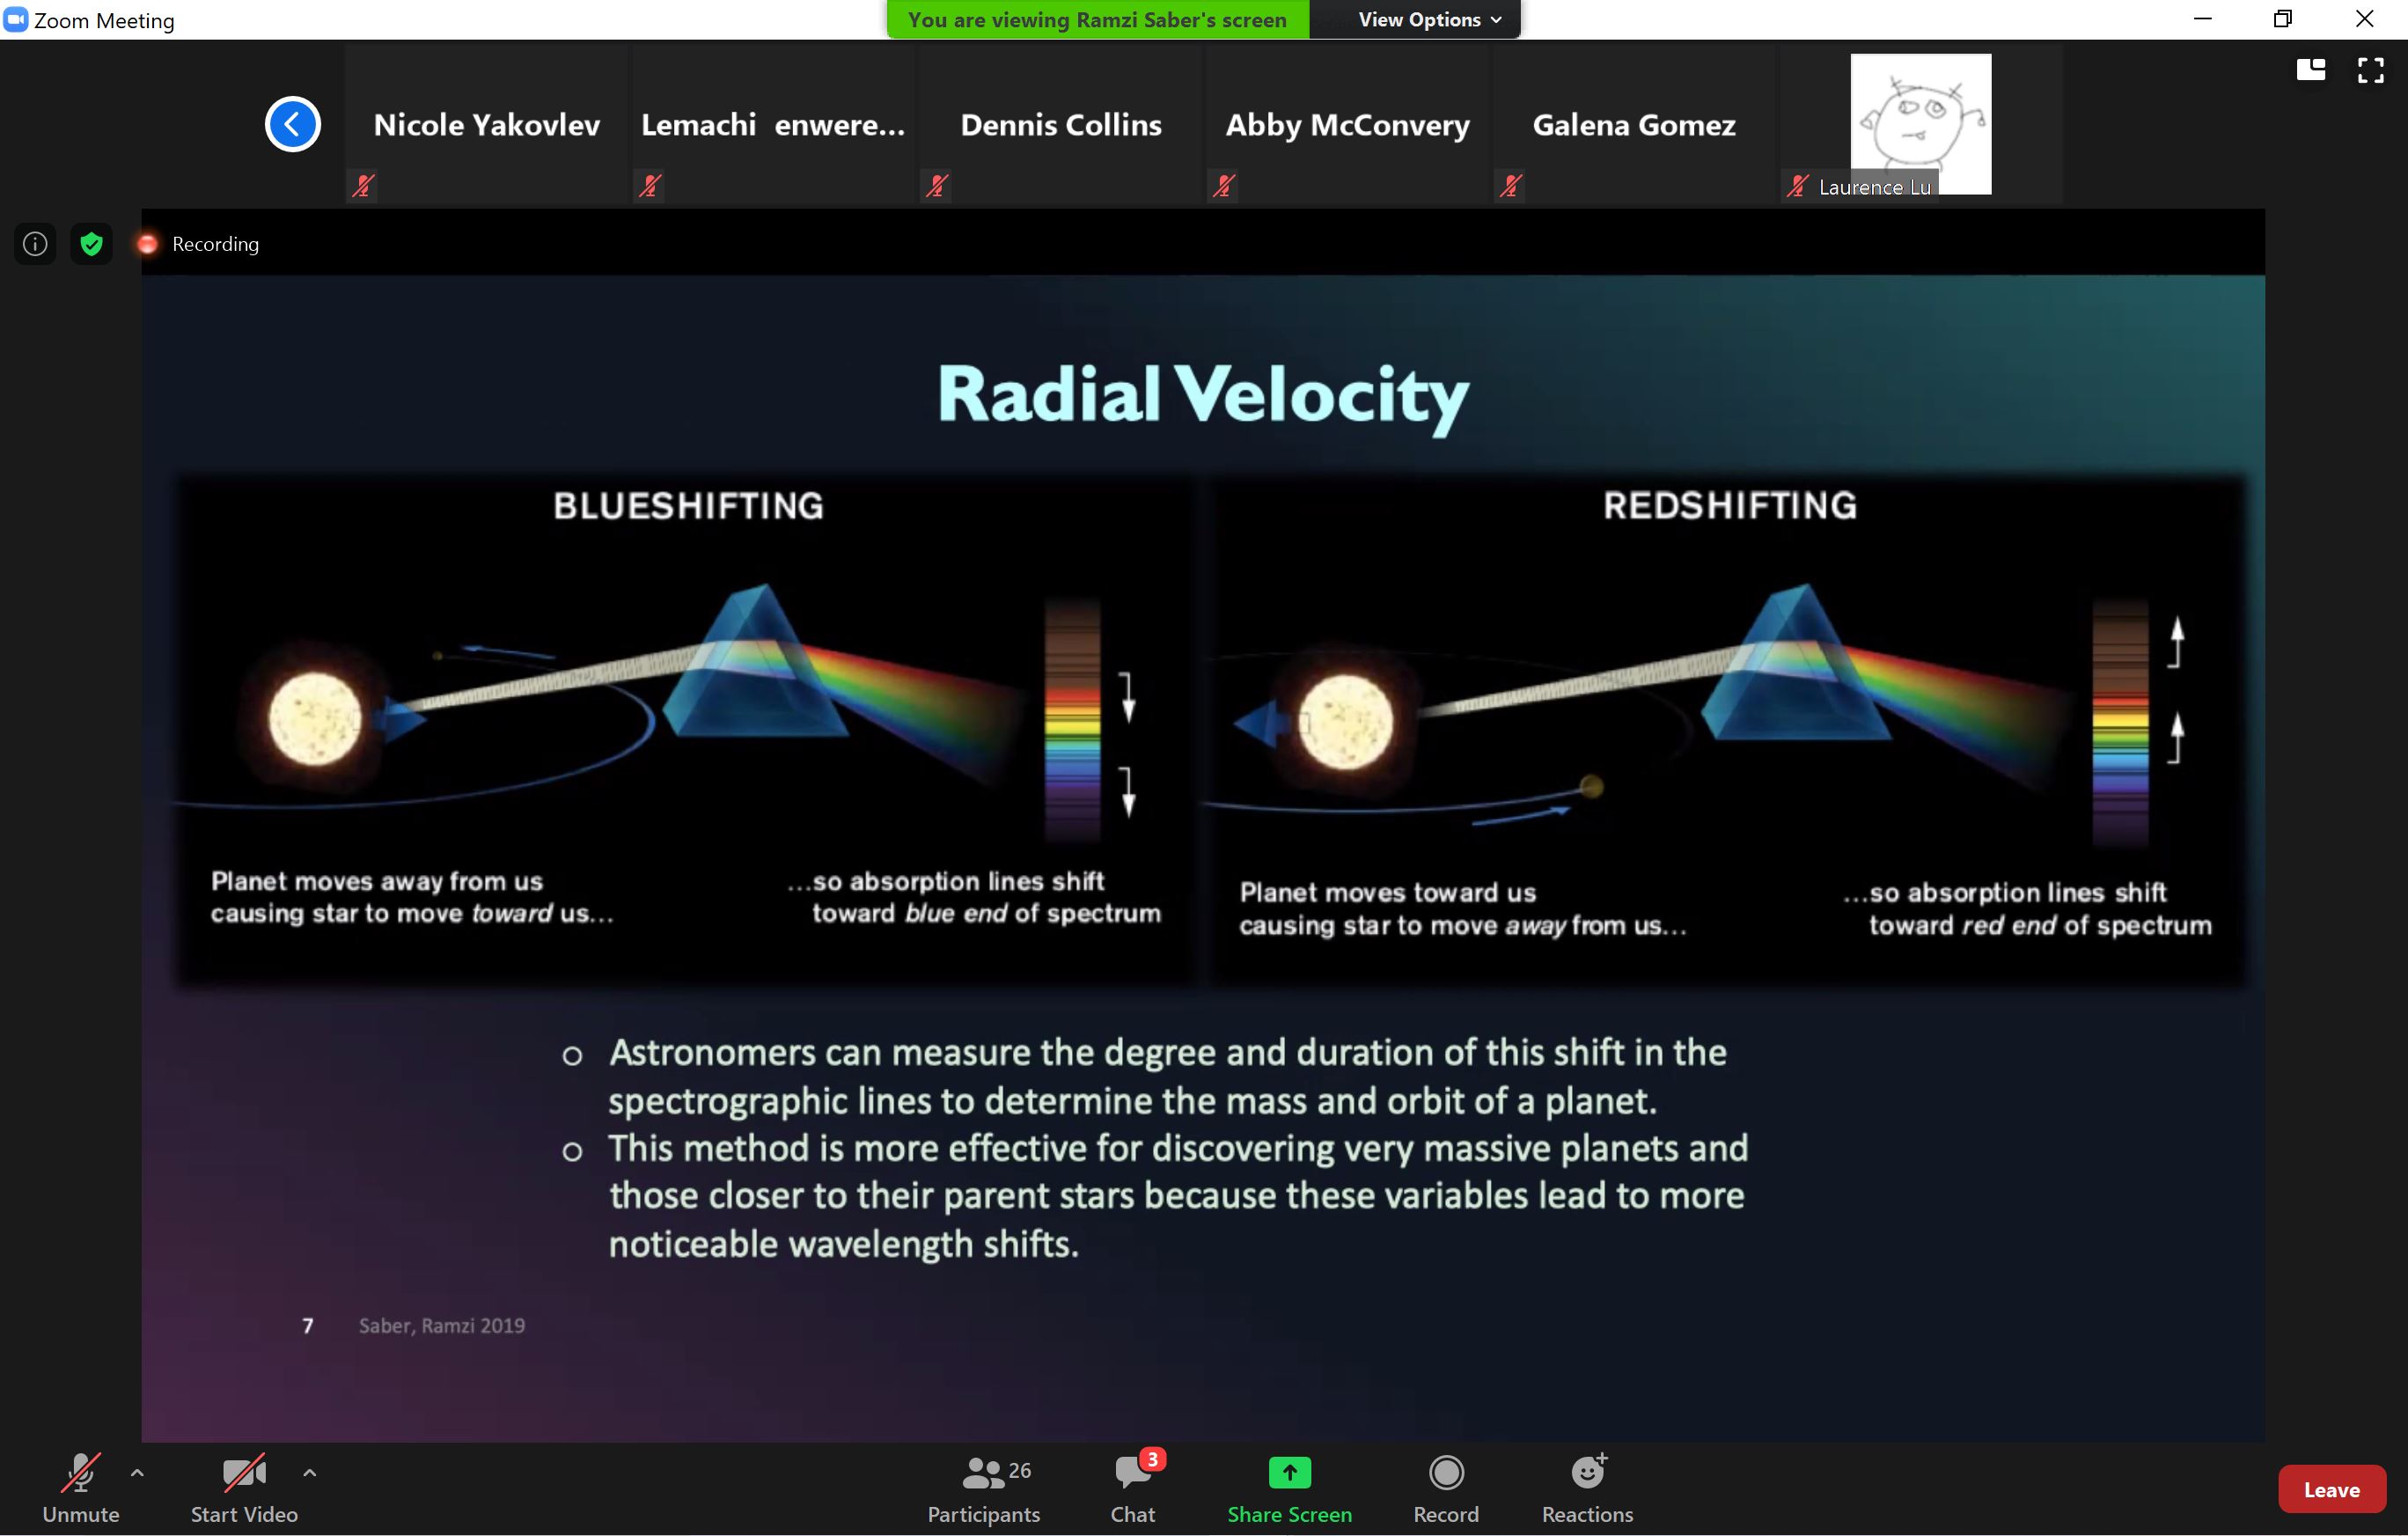 Zoom Meeting
You are viewing Ramzi Saber's screen
View Options
Nicole Yakovlev
Lemachi enwere...
Dennis Collins
Abby McConvery
Galena Gomez
Laurence Lu
Recording
Radial Velocity
BLUESHIFTING
Planet moves away from us
causing star to move toward us...
...so absorption lines shift
toward blue end of spectrum
REDSHIFTING
Planet moves toward us
causing star to move away from us...
...so absorption lines shift
toward red end of spectrum
Astronomers can measure the degree and duration of this shift in the
spectrographic lines to determine the mass and orbit of a planet.
This method is more effective for discovering very massive planets and
those closer to their parent stars because these variables lead to more
noticeable wavelength shifts.
7 Saber, Ramzi 2019
Unmute
Start Video
26
Participants
3
Chat
Share Screen
Record
Reactions
Leave